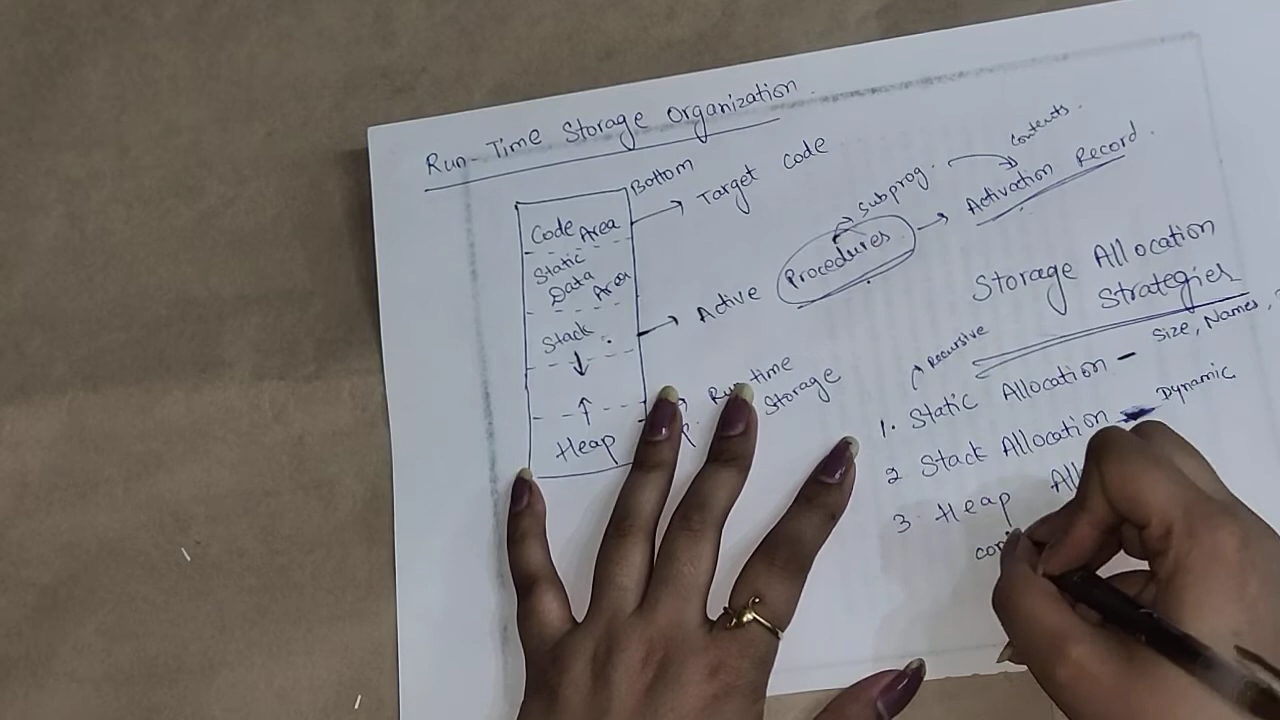 Run-Time Storage Organization.
Bottom
Code Area
Static
Data Area
Stack
Heap
Target Code
Active Procedures
Subprog.
Contents.
Activation Record.
time
Storage
Storage Allocation
Strategies
Recursive
1. Static Allocation - Size, Names,
2 Stack Allocation - Dynamic
3. Heap